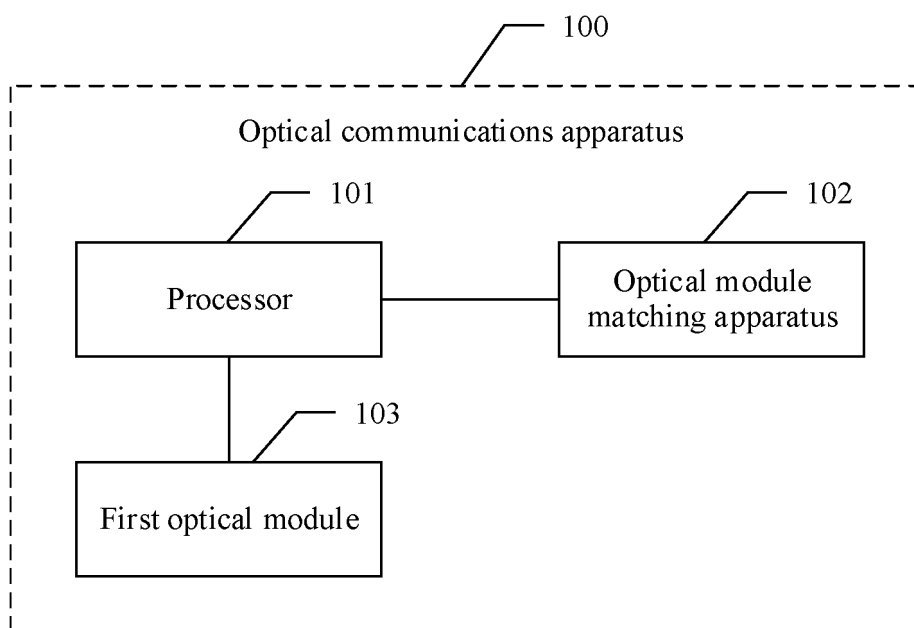 100
Optical communications apparatus
101
102
Processor
Optical module
matching apparatus
103
First optical module